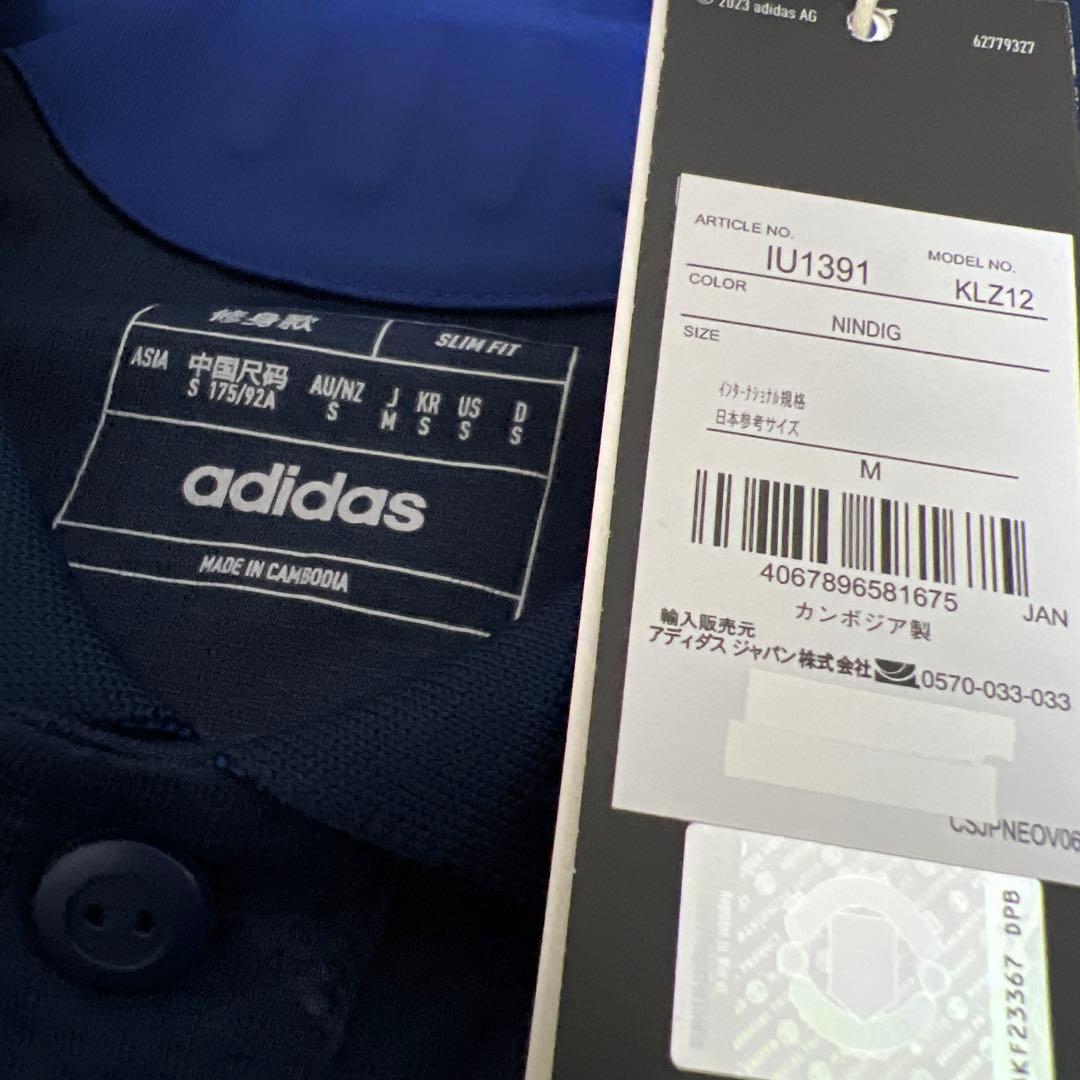 修身款
SLIM FIT
ASIA 中国尺码 AU/NZ J KR US D
S 175/92A S M S S S
adidas
MADE IN CAMBODIA
© 2023 adidas AG
62779327
ARTICLE NO. IU1391
MODEL NO. KLZ12
COLOR NINDIG
SIZE
インターナショナル規格
日本参考サイズ
M
4067896581675
JAN
カンボジア製
輸入販売元
アディダス ジャパン株式会社 0570-033-033
CSJPNEOV06
KF23367 DPB